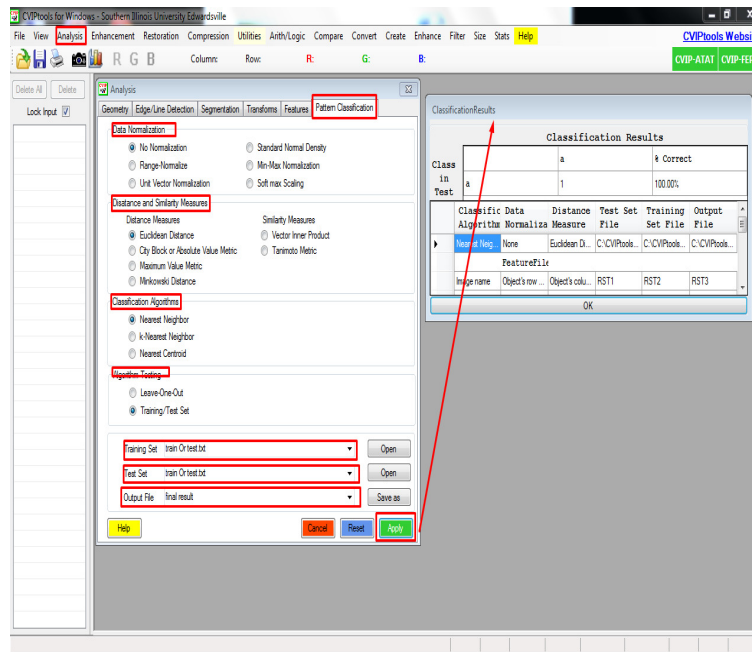 CVIPtools for Windows - Southern Illinois University Edwardsville
File View Analysis Enhancement Restoration Compression Utilities Arith/Logic Compare Convert Create Enhance Filter Size Stats Help CVIPtools Websi
R G B Column: Row: R: G: B: CVIP-ATAT CVIP-FEP
Delete All Delete
Lock Input
Analysis
Geometry Edge/Line Detection Segmentation Transforms Features Pattern Classification
Data Normalization
No Normalization Standard Normal Density
Range-Normalize Min-Max Normalization
Unit Vector Normalization Soft max Scaling
Disatance and Similarity Measures
Distance Measures Similarity Measures
Euclidean Distance Vector Inner Product
City Block or Absolute Value Metric Tanimoto Metric
Maximum Value Metric
Minkowski Distance
Classification Algorithms
Nearest Neighbor
k-Nearest Neighbor
Nearest Centroid
Algorithm Testing
Leave-One-Out
Training/Test Set
Training Set train Or test.txt Open
Test Set train Or test.txt Open
Output File final result Save as
Help Cancel Reset Apply
ClassificationResults
Classification Results
Class in Test
a % Correct
a 1 100.00%
Classific Data Distance Test Set Training Output
Algorithm Normaliza Measure File Set File File
Nearest Neig... None Euclidean Di... C:\CVIPtools... C:\CVIPtools... C:\CVIPtools...
FeatureFile
Image name Object's row ... Object's colu... RST1 RST2 RST3
OK